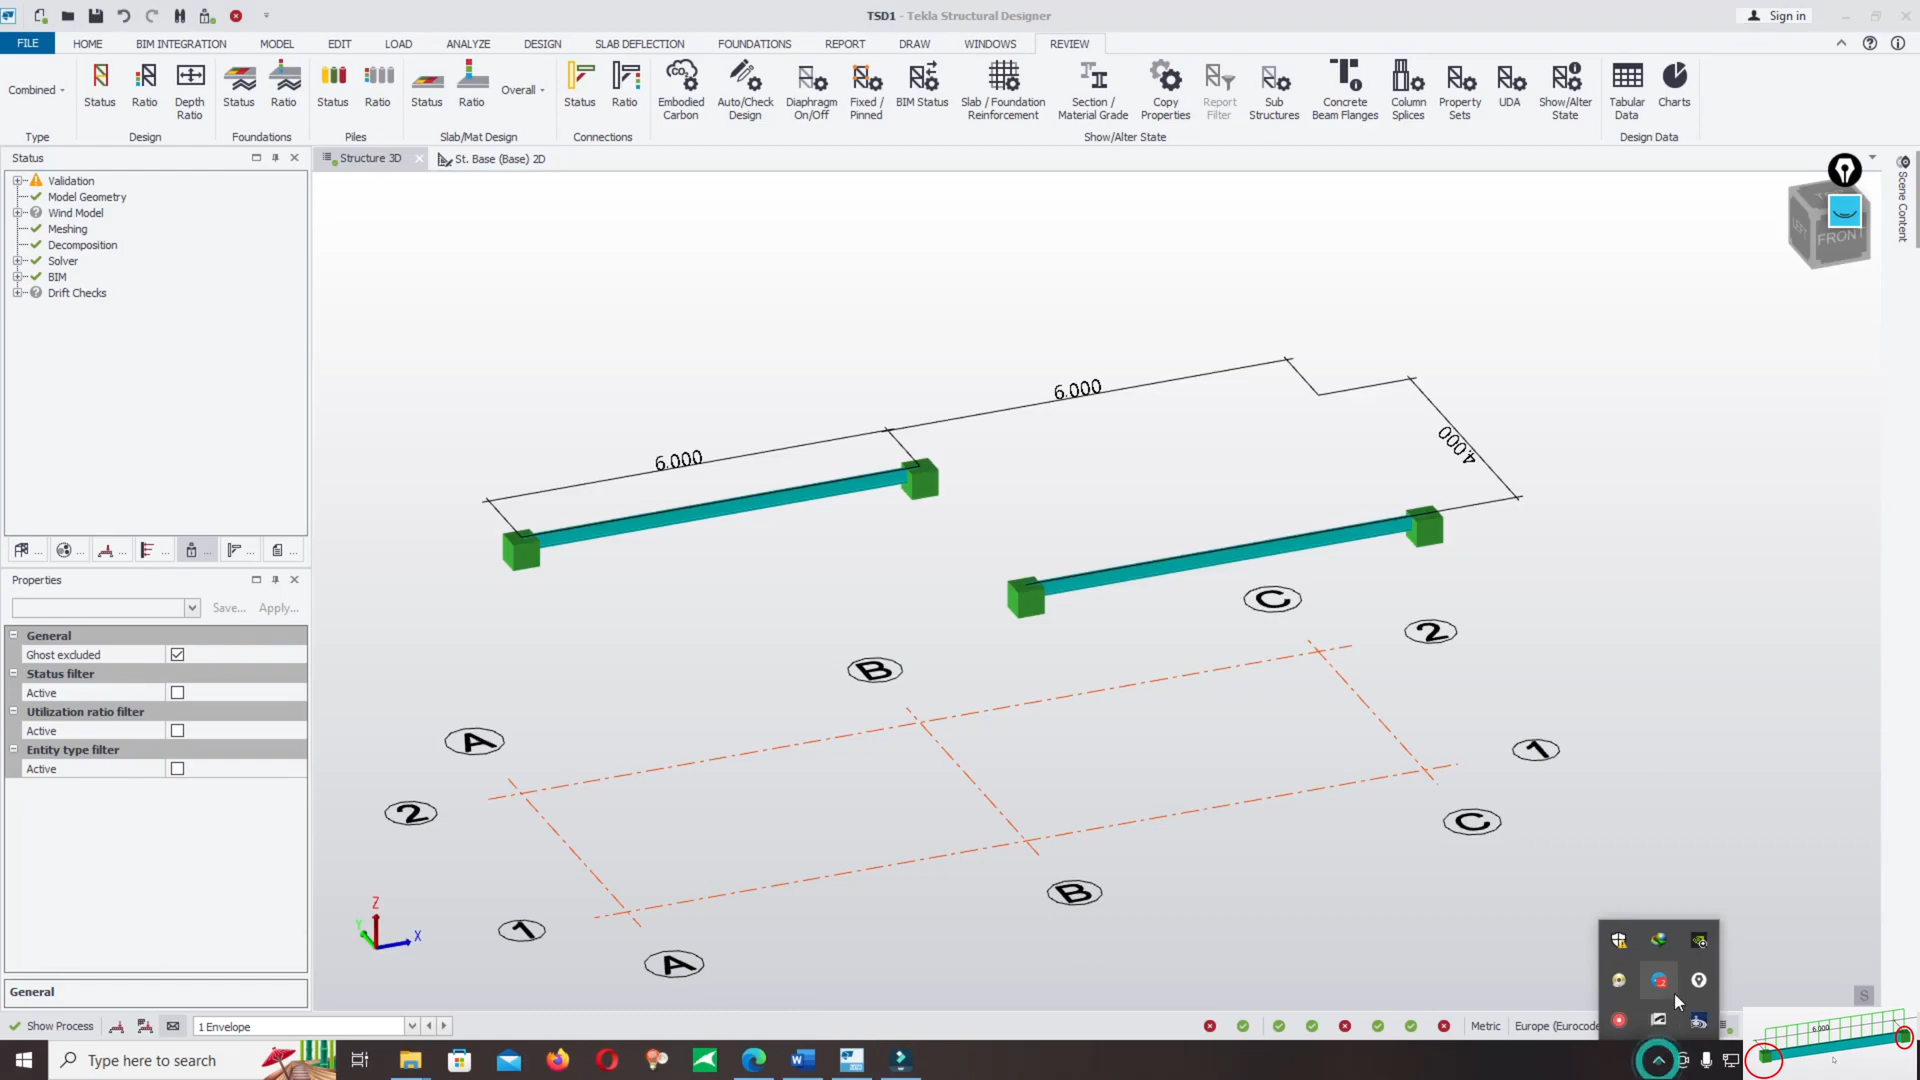 TSD1 - Tekla Structural Designer
Sign in
FILE
HOME
BIM INTEGRATION
MODEL
EDIT
LOAD
ANALYZE
DESIGN
SLAB DEFLECTION
FOUNDATIONS
REPORT
DRAW
WINDOWS
REVIEW
Combined
Status
Ratio
Depth Ratio
Status
Ratio
Status
Ratio
Status
Ratio
Overall
Status
Ratio
Embodied Carbon
Auto/Check Design
Diaphragm On/Off
Fixed / Pinned
BIM Status
Slab / Foundation Reinforcement
Section / Material Grade
Copy Properties
Report Filter
Sub Structures
Concrete Beam Flanges
Column Splices
Property Sets
UDA
Show/Alter State
Tabular Data
Charts
Type
Design
Foundations
Piles
Slab/Mat Design
Connections
Show/Alter State
Design Data
Status
Structure 3D
St. Base (Base) 2D
Scene Content
Validation
Model Geometry
Wind Model
Meshing
Decomposition
Solver
BIM
Drift Checks
LEFT
FRONT
6.000
6.000
4.000
Properties
Save...
Apply...
General
Ghost excluded
Status filter
Active
Utilization ratio filter
Active
Entity type filter
Active
General
C
2
B
A
1
2
C
B
1
A
Z
Y
X
S
Show Process
1 Envelope
Metric
Europe (Eurocode
6.000
Type here to search